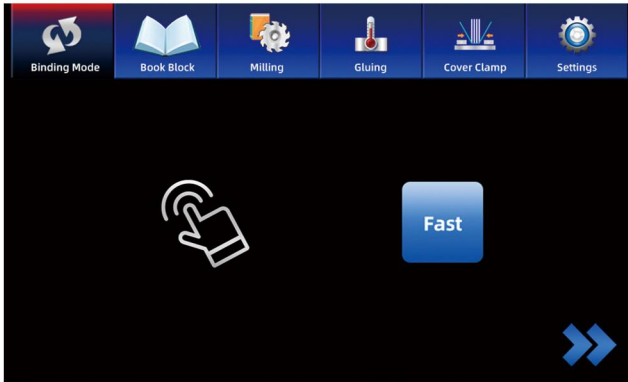 Binding Mode
Book Block
Milling
Gluing
Cover Clamp
Settings
Fast